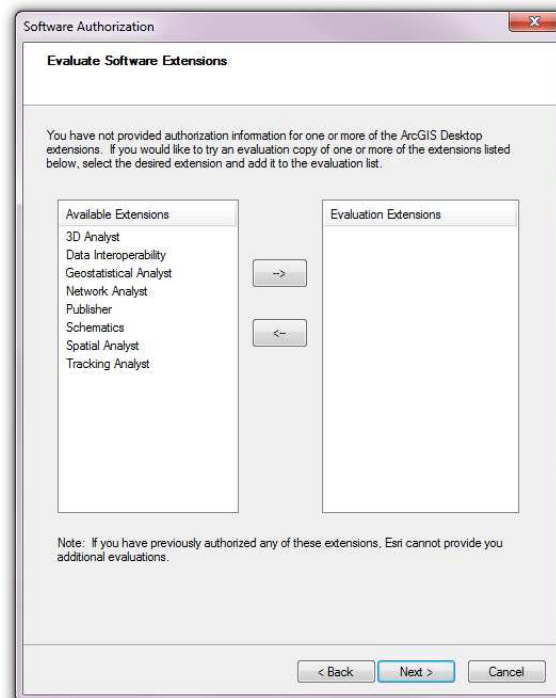 Software Authorization
Evaluate Software Extensions
You have not provided authorization information for one or more of the ArcGIS Desktop
extensions. If you would like to try an evaluation copy of one or more of the extensions listed
below, select the desired extension and add it to the evaluation list.
Available Extensions
3D Analyst
Data Interoperability
Geostatistical Analyst
Network Analyst
Publisher
Schematics
Spatial Analyst
Tracking Analyst
-->
<--
Evaluation Extensions
Note: If you have previously authorized any of these extensions, Esri cannot provide you
additional evaluations.
< Back
Next >
Cancel